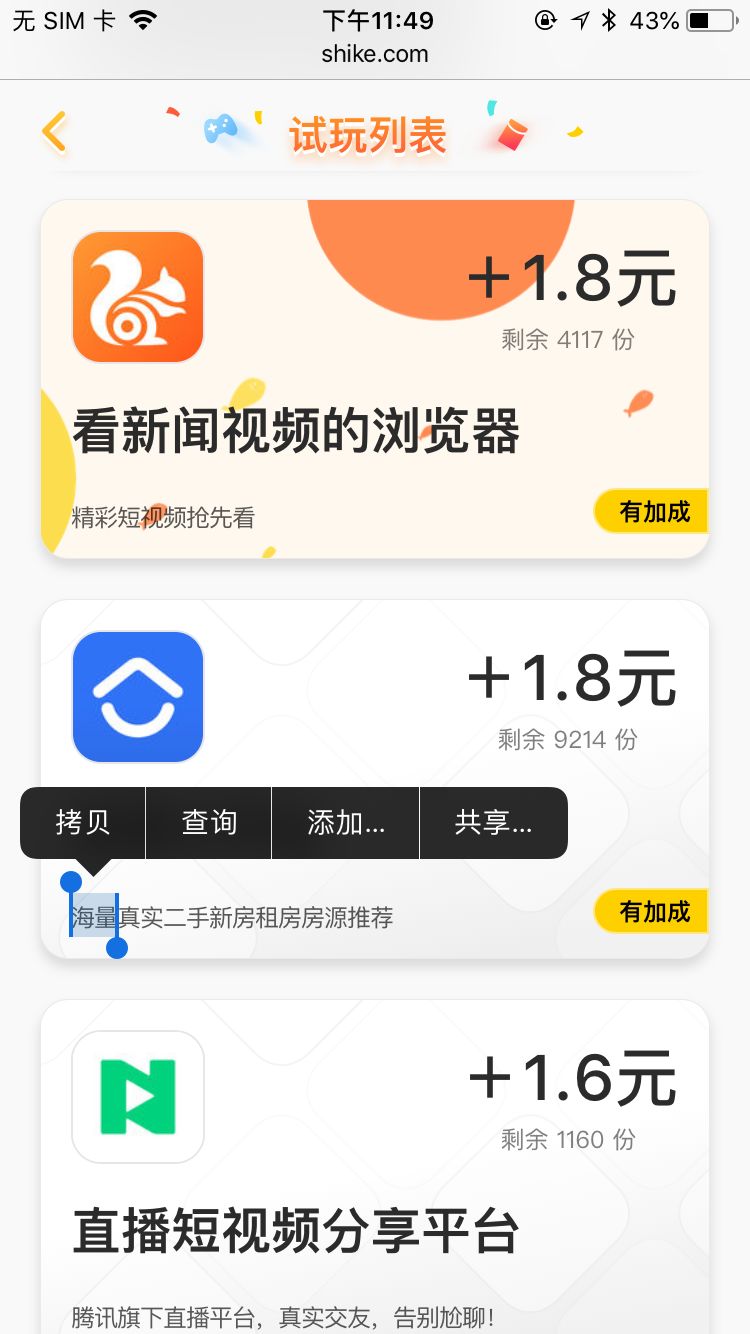 无 SIM 卡 下午11:49 43%
shike.com
试玩列表
+1.8元
剩余 4117 份
看新闻视频的浏览器
精彩短视频抢先看
有加成
+1.8元
剩余 9214 份
拷贝 查询 添加... 共享...
海量真实二手新房租房房源推荐
有加成
+1.6元
剩余 1160 份
直播短视频分享平台
腾讯旗下直播平台，真实交友，告别尬聊！